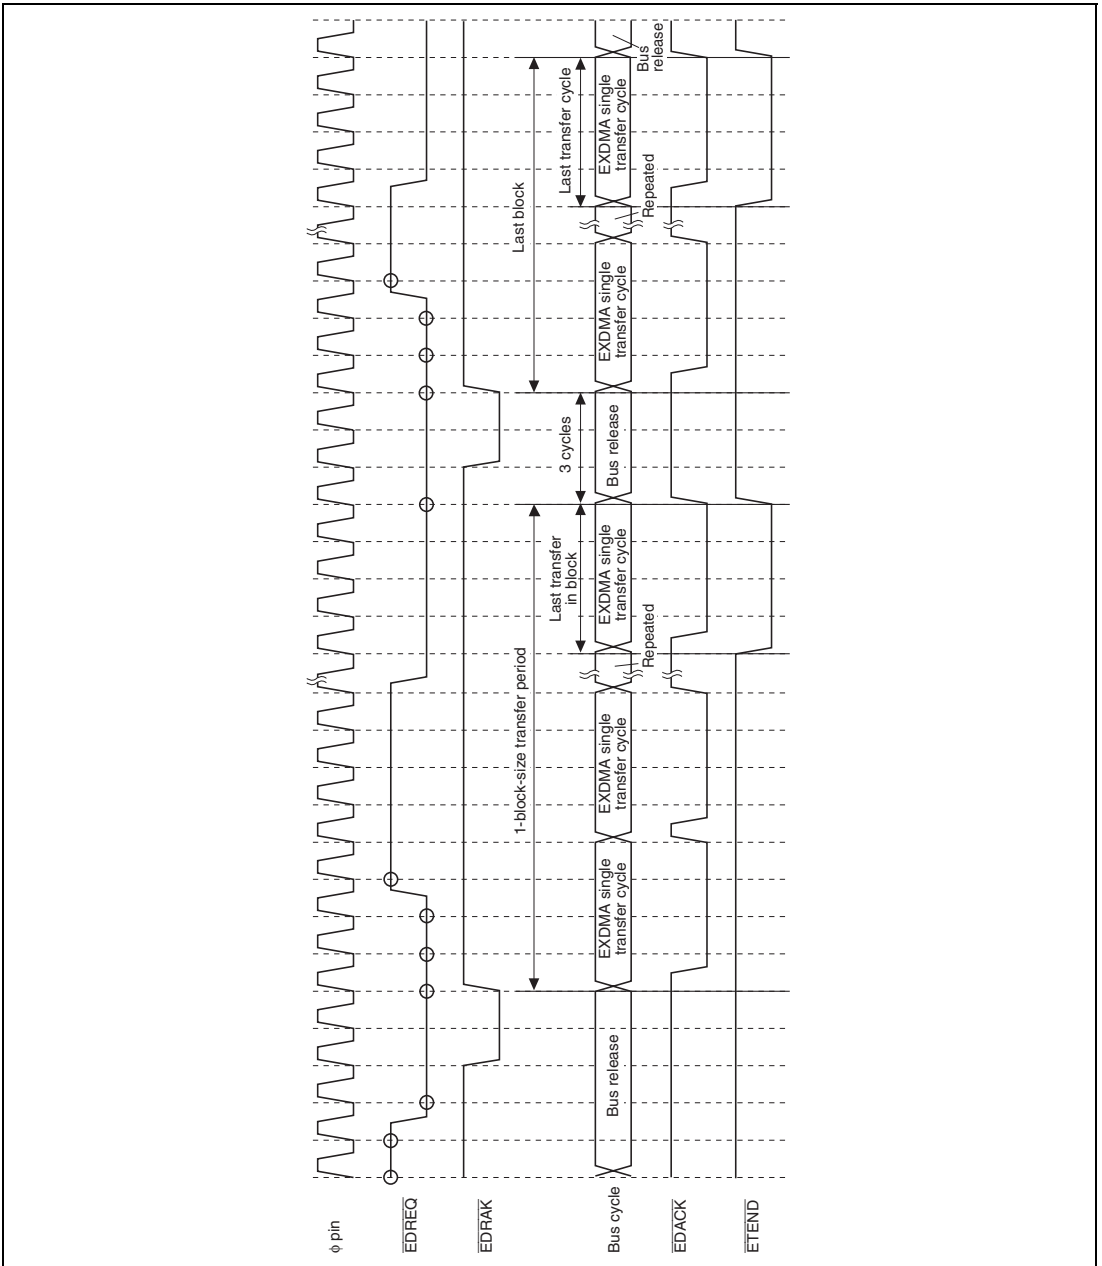 φ pin
EDREQ
EDRAK
1-block-size transfer period
Last transfer
in block
3 cycles
Last block
Last transfer cycle
Bus cycle
Bus release
EXDMA single
transfer cycle
EXDMA single
transfer cycle
Repeated
EXDMA single
transfer cycle
Bus release
EXDMA single
transfer cycle
Repeated
EXDMA single
transfer cycle
Bus
release
EDACK
ETEND